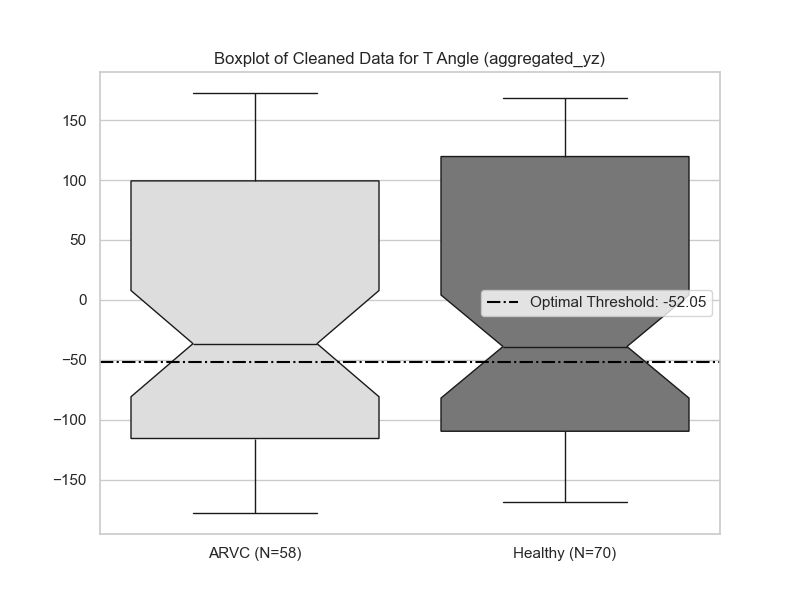 Boxplot of Cleaned Data for T Angle (aggregated_yz)
150
100
50
0
−50
−100
−150
Optimal Threshold: -52.05
ARVC (N=58)
Healthy (N=70)